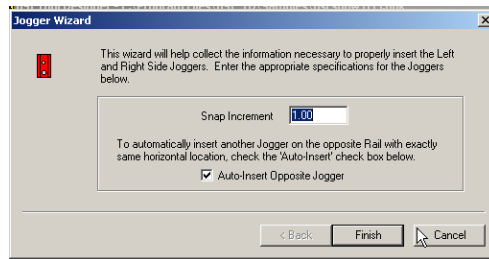 Jogger Wizard
This wizard will help collect the information necessary to properly insert the Left
and Right Side Joggers. Enter the appropriate specifications for the Joggers
below.
Snap Increment 1.00
To automatically insert another Jogger on the opposite Rail with exactly
same horizontal location, check the 'Auto-Insert' check box below.
Auto-Insert Opposite Jogger
< Back Finish Cancel